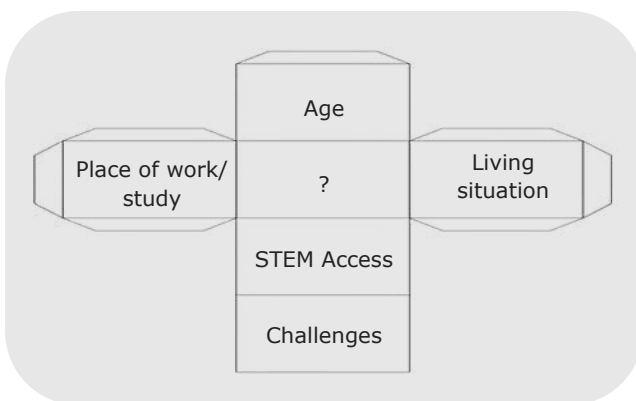 Age
Place of work/
study
?
Living
situation
STEM Access
Challenges